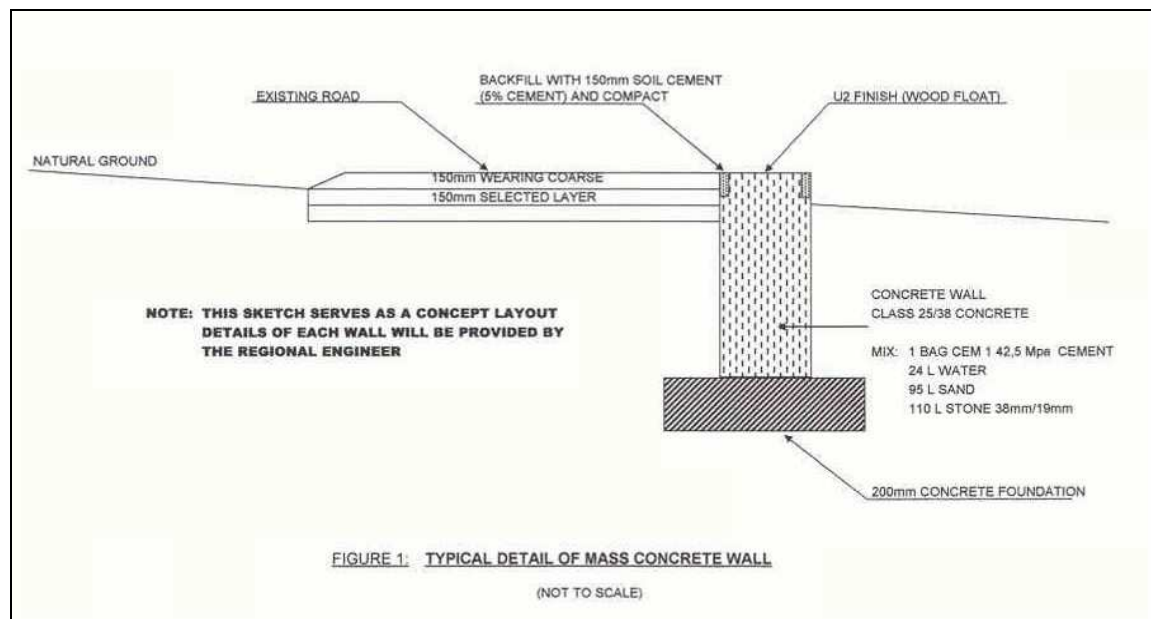 BACKFILL WITH 150mm SOIL CEMENT
(5% CEMENT) AND COMPACT
EXISTING ROAD
U2 FINISH (WOOD FLOAT)
NATURAL GROUND
150mm WEARING COARSE
150mm SELECTED LAYER
NOTE: THIS SKETCH SERVES AS A CONCEPT LAYOUT
DETAILS OF EACH WALL WILL BE PROVIDED BY
THE REGIONAL ENGINEER
CONCRETE WALL
CLASS 25/38 CONCRETE
MIX: 1 BAG CEM 1 42,5 Mpa CEMENT
24 L WATER
95 L SAND
110 L STONE 38mm/19mm
200mm CONCRETE FOUNDATION
FIGURE 1: TYPICAL DETAIL OF MASS CONCRETE WALL
(NOT TO SCALE)